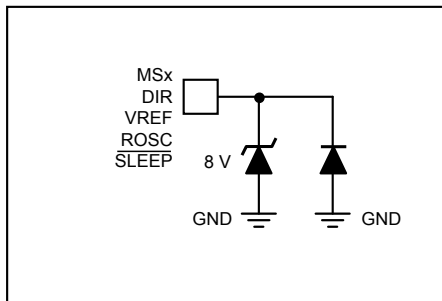 MSx
DIR
VREF
ROSC
SLEEP
8 V
GND
GND